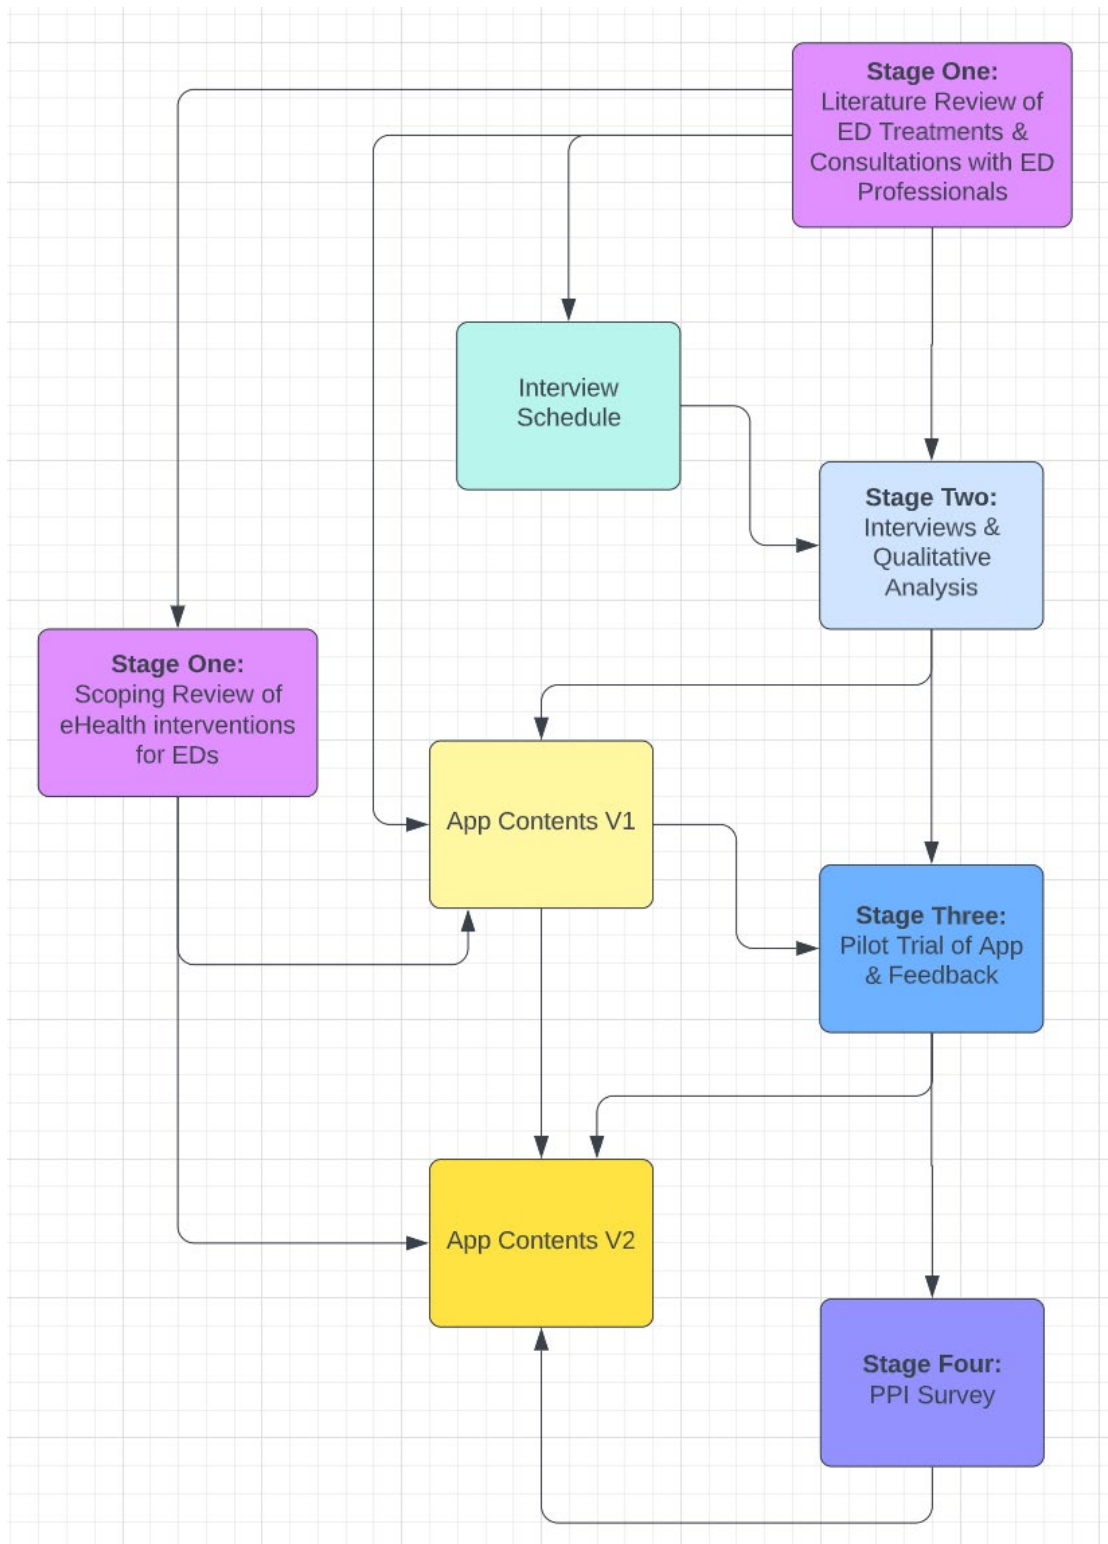 Stage One:
Literature Review of
ED Treatments &
Consultations with ED
Professionals
Interview
Schedule
Stage Two:
Interviews &
Qualitative
Analysis
Stage One:
Scoping Review of
eHealth interventions
for EDs
App Contents V1
Stage Three:
Pilot Trial of App
& Feedback
App Contents V2
Stage Four:
PPI Survey